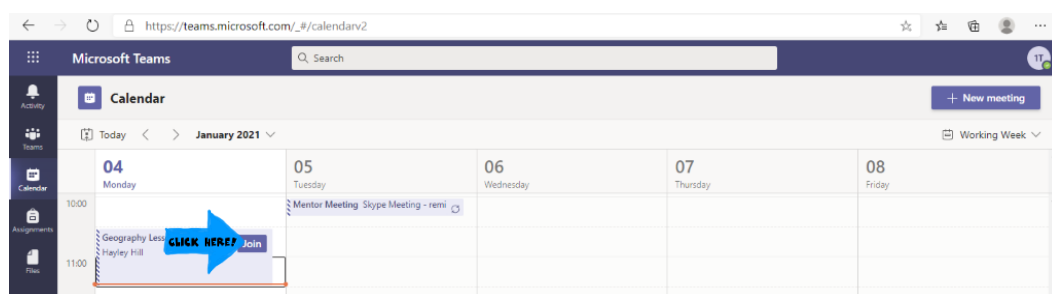 https://teams.microsoft.com/_#/calendarv2
Microsoft Teams
Search
1T
Activity
Calendar
+ New meeting
Teams
Today < > January 2021
Working Week
Calendar
04
Monday
05
Tuesday
06
Wednesday
07
Thursday
08
Friday
10:00
Mentor Meeting Skype Meeting - remi
Assignments
Geography Less
CLICK HERE!
Join
Hayley Hill
Files
11:00